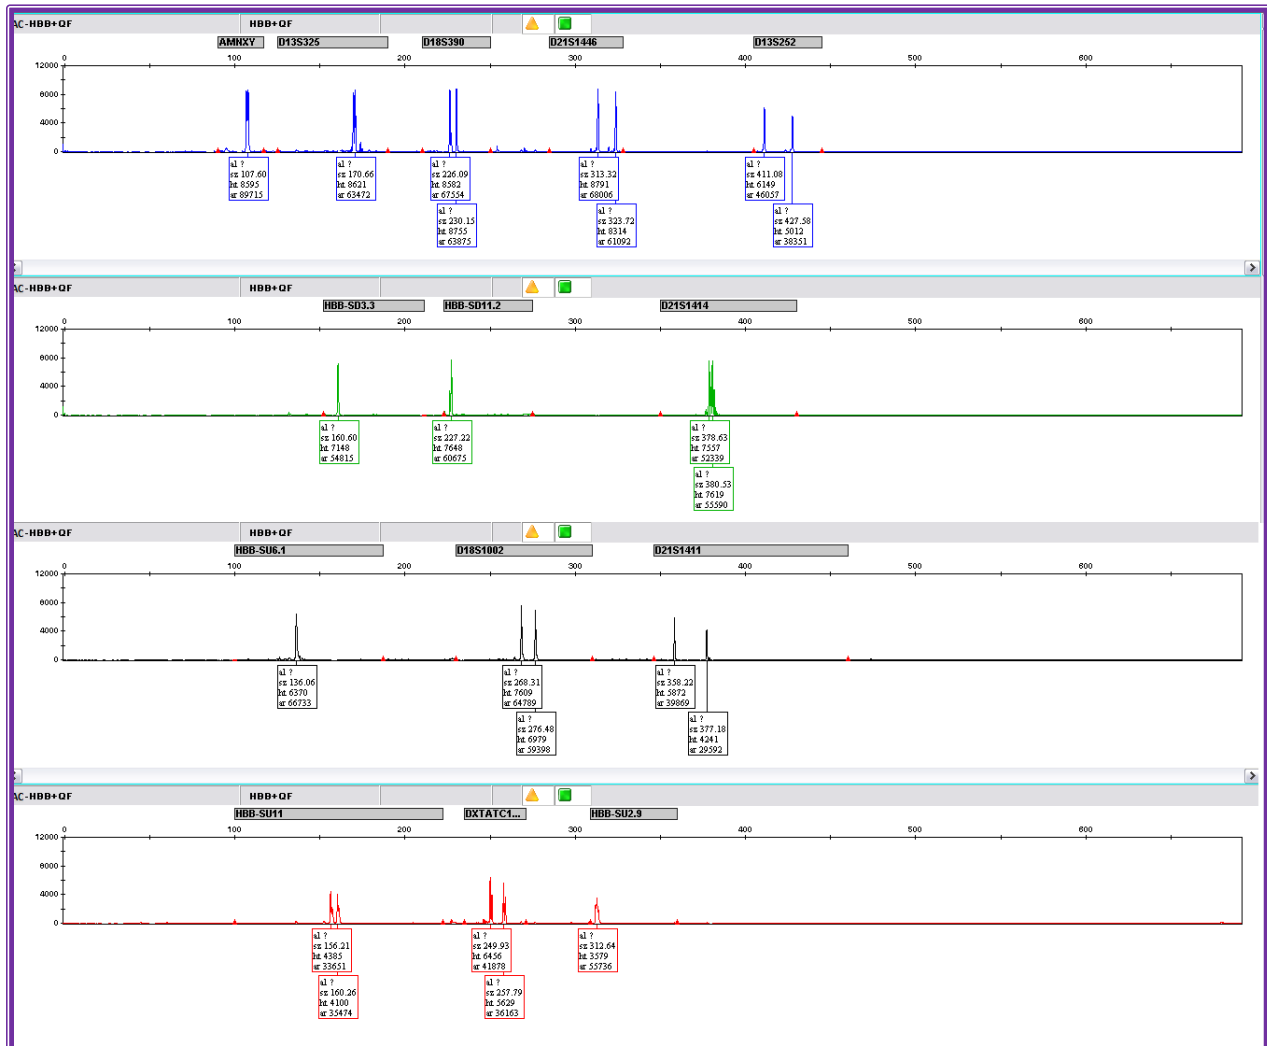 AC-HBB+QF HBB+QF
AMNXY D13S325 D18S390 D21S1446 D13S252
0 100 200 300 400 500 600
12000
8000
4000
0
al ? al ? al ? al ? al ?
sz 107.60 sz 170.66 sz 226.09 sz 313.32 sz 411.08
ht 8595 ht 8621 ht 8582 ht 8791 ht 6149
ar 89715 ar 63472 ar 67554 ar 68006 ar 46057
al ? al ? al ?
sz 230.15 sz 323.72 sz 427.58
ht 8755 ht 8314 ht 5012
ar 63875 ar 61092 ar 38351
AC-HBB+QF HBB+QF
HBB-SD3.3 HBB-SD11.2 D21S1414
0 100 200 300 400 500 600
12000
8000
4000
0
al ? al ? al ?
sz 160.60 sz 227.22 sz 378.63
ht 7148 ht 7648 ht 7557
ar 54815 ar 60675 ar 52339
al ?
sz 380.53
ht 7619
ar 55590
AC-HBB+QF HBB+QF
HBB-SU6.1 D18S1002 D21S1411
0 100 200 300 400 500 600
12000
8000
4000
0
al ? al ? al ?
sz 136.06 sz 268.31 sz 358.22
ht 6370 ht 7609 ht 5872
ar 66733 ar 64789 ar 39869
al ? al ?
sz 276.48 sz 377.18
ht 6979 ht 4241
ar 59398 ar 29592
AC-HBB+QF HBB+QF
HBB-SU11 DXTATC1... HBB-SU2.9
0 100 200 300 400 500 600
12000
8000
4000
0
al ? al ? al ?
sz 156.21 sz 249.93 sz 312.64
ht 4385 ht 6456 ht 3579
ar 33651 ar 41878 ar 55736
al ? al ?
sz 160.26 sz 257.79
ht 4100 ht 5629
ar 35474 ar 36163